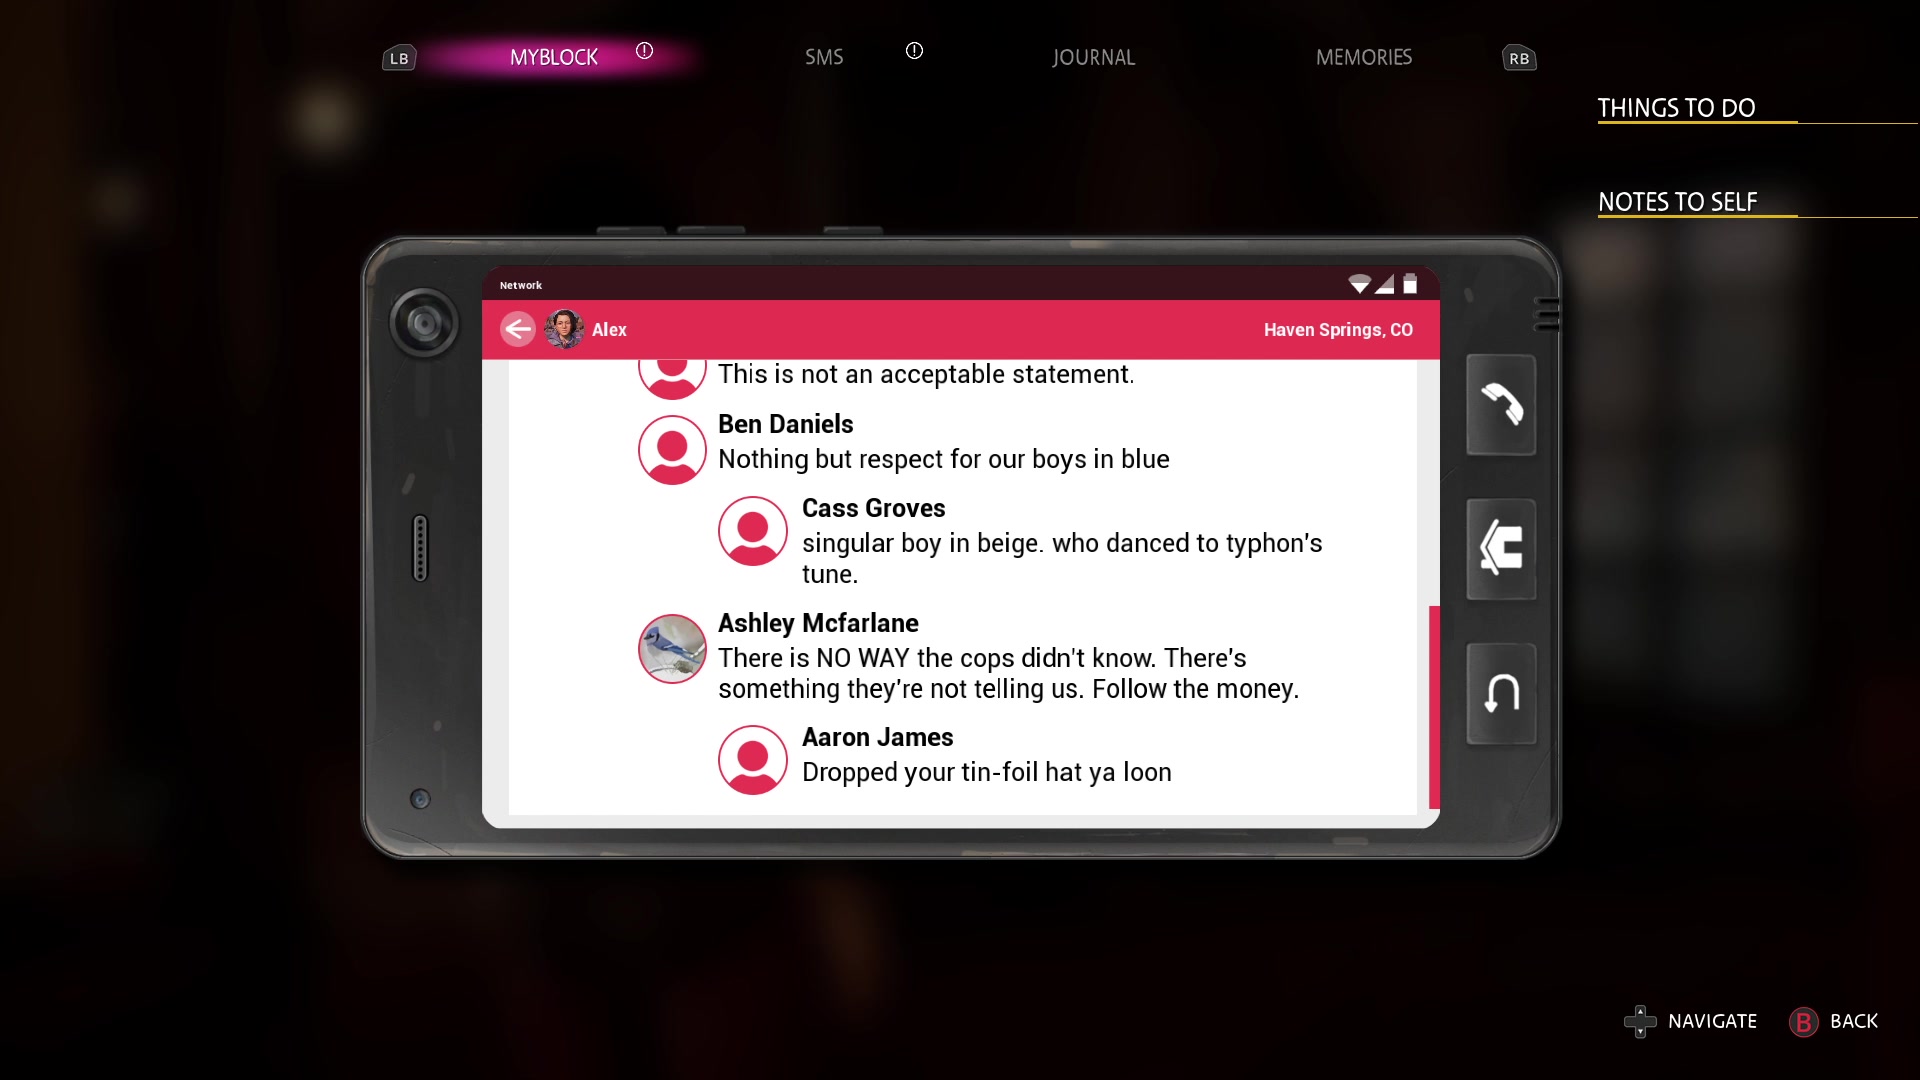 LB
MYBLOCK
SMS
JOURNAL
MEMORIES
RB
THINGS TO DO
NOTES TO SELF
Network
Alex
Haven Springs, CO
This is not an acceptable statement.
Ben Daniels
Nothing but respect for our boys in blue
Cass Groves
singular boy in beige. who danced to typhon's
tune.
Ashley Mcfarlane
There is NO WAY the cops didn't know. There's
something they're not telling us. Follow the money.
Aaron James
Dropped your tin-foil hat ya loon
NAVIGATE
B BACK